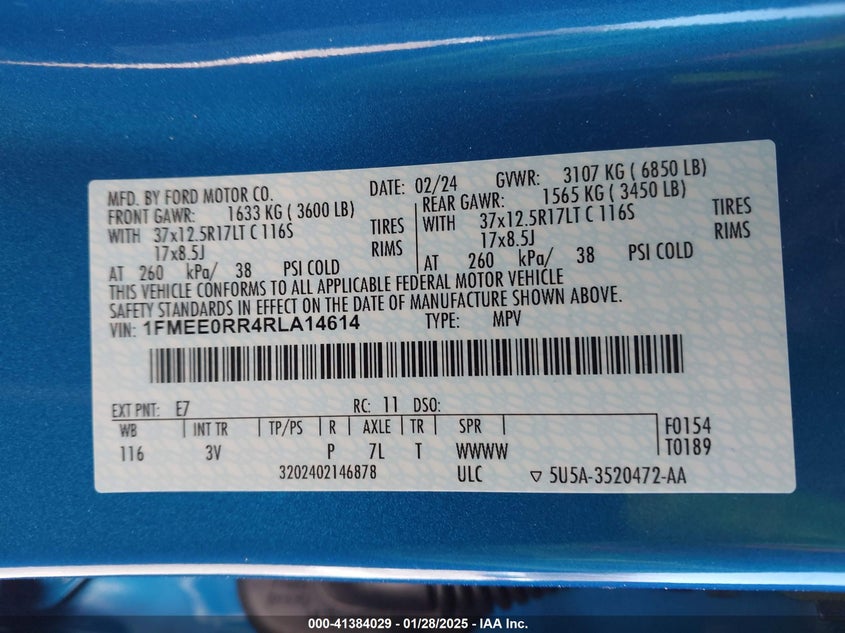 MFD. BY FORD MOTOR CO. DATE: 02/24 GVWR: 3107 KG ( 6850 LB)
FRONT GAWR: 1633 KG ( 3600 LB) REAR GAWR: 1565 KG ( 3450 LB)
WITH 37x12.5R17LT C 116S TIRES WITH 37x12.5R17LT C 116S TIRES
17x8.5J RIMS 17x8.5J RIMS
AT 260 kPa/ 38 PSI COLD AT 260 kPa/ 38 PSI COLD
THIS VEHICLE CONFORMS TO ALL APPLICABLE FEDERAL MOTOR VEHICLE
SAFETY STANDARDS IN EFFECT ON THE DATE OF MANUFACTURE SHOWN ABOVE.
VIN: 1FMEE0RR4RLA14614 TYPE: MPV
EXT PNT: E7 RC: 11 DSO:
WB INT TR TP/PS R AXLE TR SPR F0154
116 3V P 7L T WWWW T0189
3202402146878 ULC ▽ 5U5A-3520472-AA
000-41384029 - 01/28/2025 - IAA Inc.